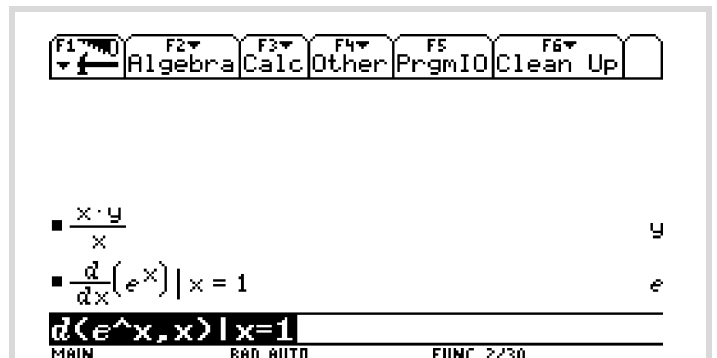 F1 F2 F3 F4 F5 F6
Algebra Calc Other PrgmIO Clean Up
x·y/x y
d/dx(e^x)|x = 1 e
d(e^x,x)|x=1
MAIN RAD AUTO FUNC 2/30